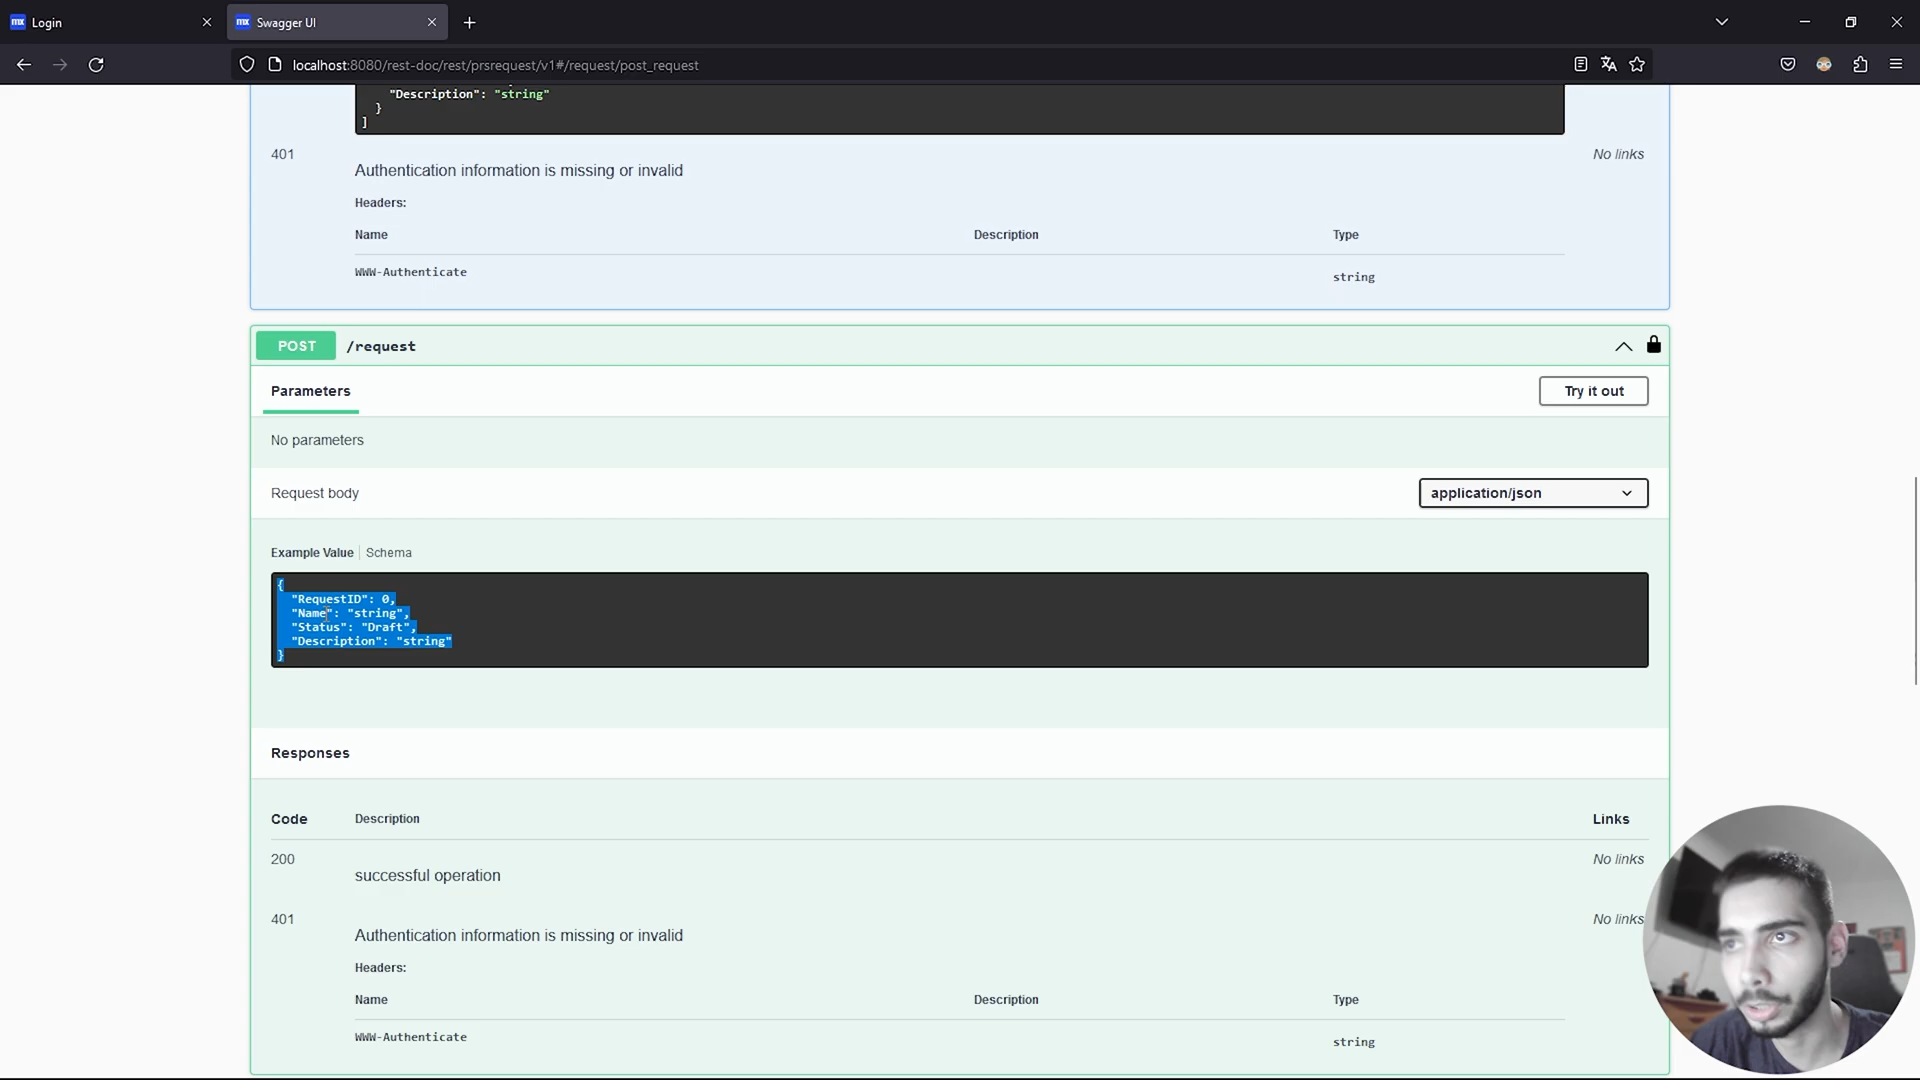 Login
Swagger UI
localhost:8080/rest-doc/rest/prsrequest/v1#/request/post_request
"Description": "string"
}
]
401
No links
Authentication information is missing or invalid
Headers:
Name Description Type
WWW-Authenticate string
POST /request
Parameters
Try it out
No parameters
Request body
application/json
Example Value Schema
{
"RequestID": 0,
"Name": "string",
"Status": "Draft",
"Description": "string"
}
Responses
Code Description Links
200 No links
successful operation
401 No links
Authentication information is missing or invalid
Headers:
Name Description Type
WWW-Authenticate string